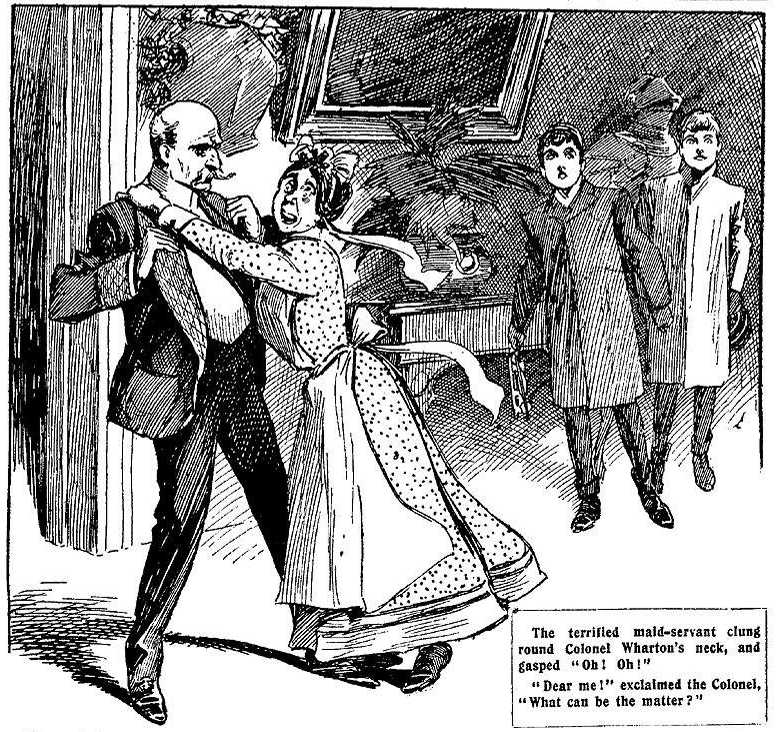 The terrified maid-servant clung
round Colonel Wharton's neck, and
gasped "Oh! Oh!"
"Dear me!" exclaimed the Colonel,
"What can be the matter?"